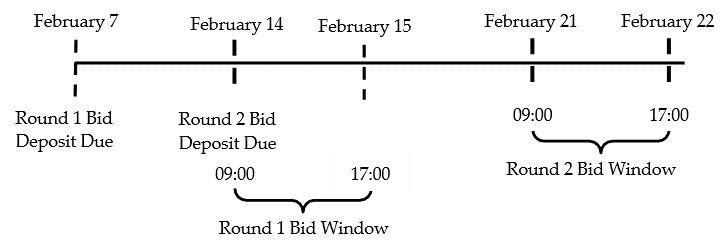 February 7
February 14
February 15
February 21
February 22
Round 1 Bid
Deposit Due
Round 2 Bid
Deposit Due
09:00
17:00
Round 1 Bid Window
09:00
17:00
Round 2 Bid Window